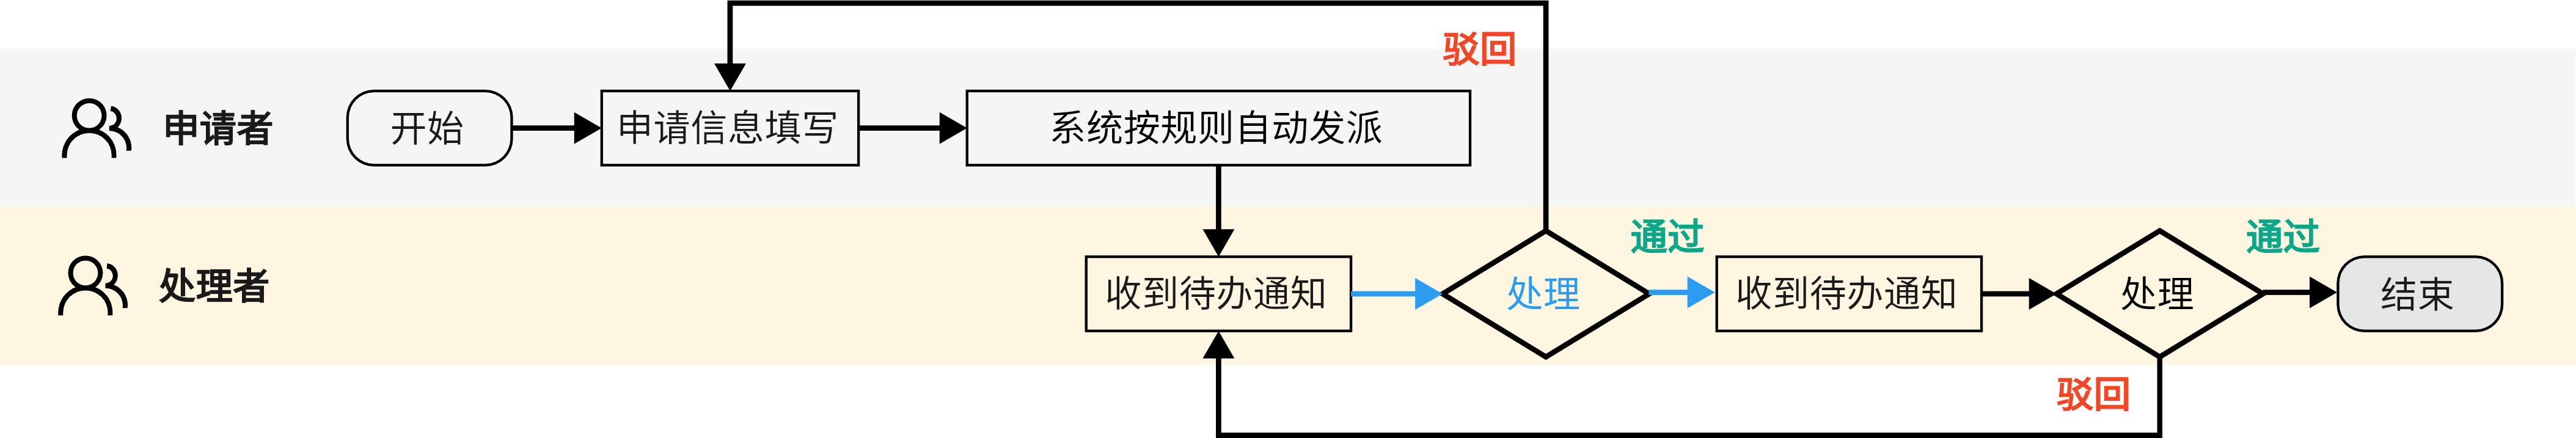 驳回
申请者
开始
申请信息填写
系统按规则自动发派
通过
通过
处理者
收到待办通知
处理
收到待办通知
处理
结束
驳回